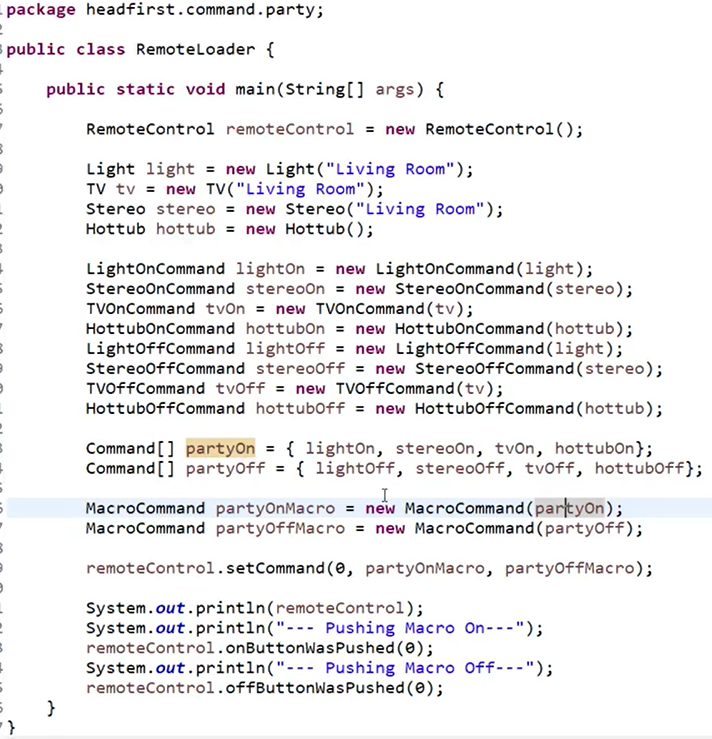 package headfirst.command.party;
public class RemoteLoader {
public static void main(String[] args) {
RemoteControl remoteControl = new RemoteControl();
Light light = new Light("Living Room");
TV tv = new TV("Living Room");
Stereo stereo = new Stereo("Living Room");
Hottub hottub = new Hottub();
LightOnCommand lightOn = new LightOnCommand(light);
StereoOnCommand stereoOn = new StereoOnCommand(stereo);
TVOnCommand tvOn = new TVOnCommand(tv);
HottubOnCommand hottubOn = new HottubOnCommand(hottub);
LightOffCommand lightOff = new LightOffCommand(light);
StereoOffCommand stereoOff = new StereoOffCommand(stereo);
TVOffCommand tvOff = new TVOffCommand(tv);
HottubOffCommand hottubOff = new HottubOffCommand(hottub);
Command[] partyOn = { lightOn, stereoOn, tvOn, hottubOn};
Command[] partyOff = { lightOff, stereoOff, tvOff, hottubOff};
MacroCommand partyOnMacro = new MacroCommand(partyOn);
MacroCommand partyOffMacro = new MacroCommand(partyOff);
remoteControl.setCommand(0, partyOnMacro, partyOffMacro);
System.out.println(remoteControl);
System.out.println("--- Pushing Macro On---");
remoteControl.onButtonWasPushed(0);
System.out.println("--- Pushing Macro Off---");
remoteControl.offButtonWasPushed(0);
}
}